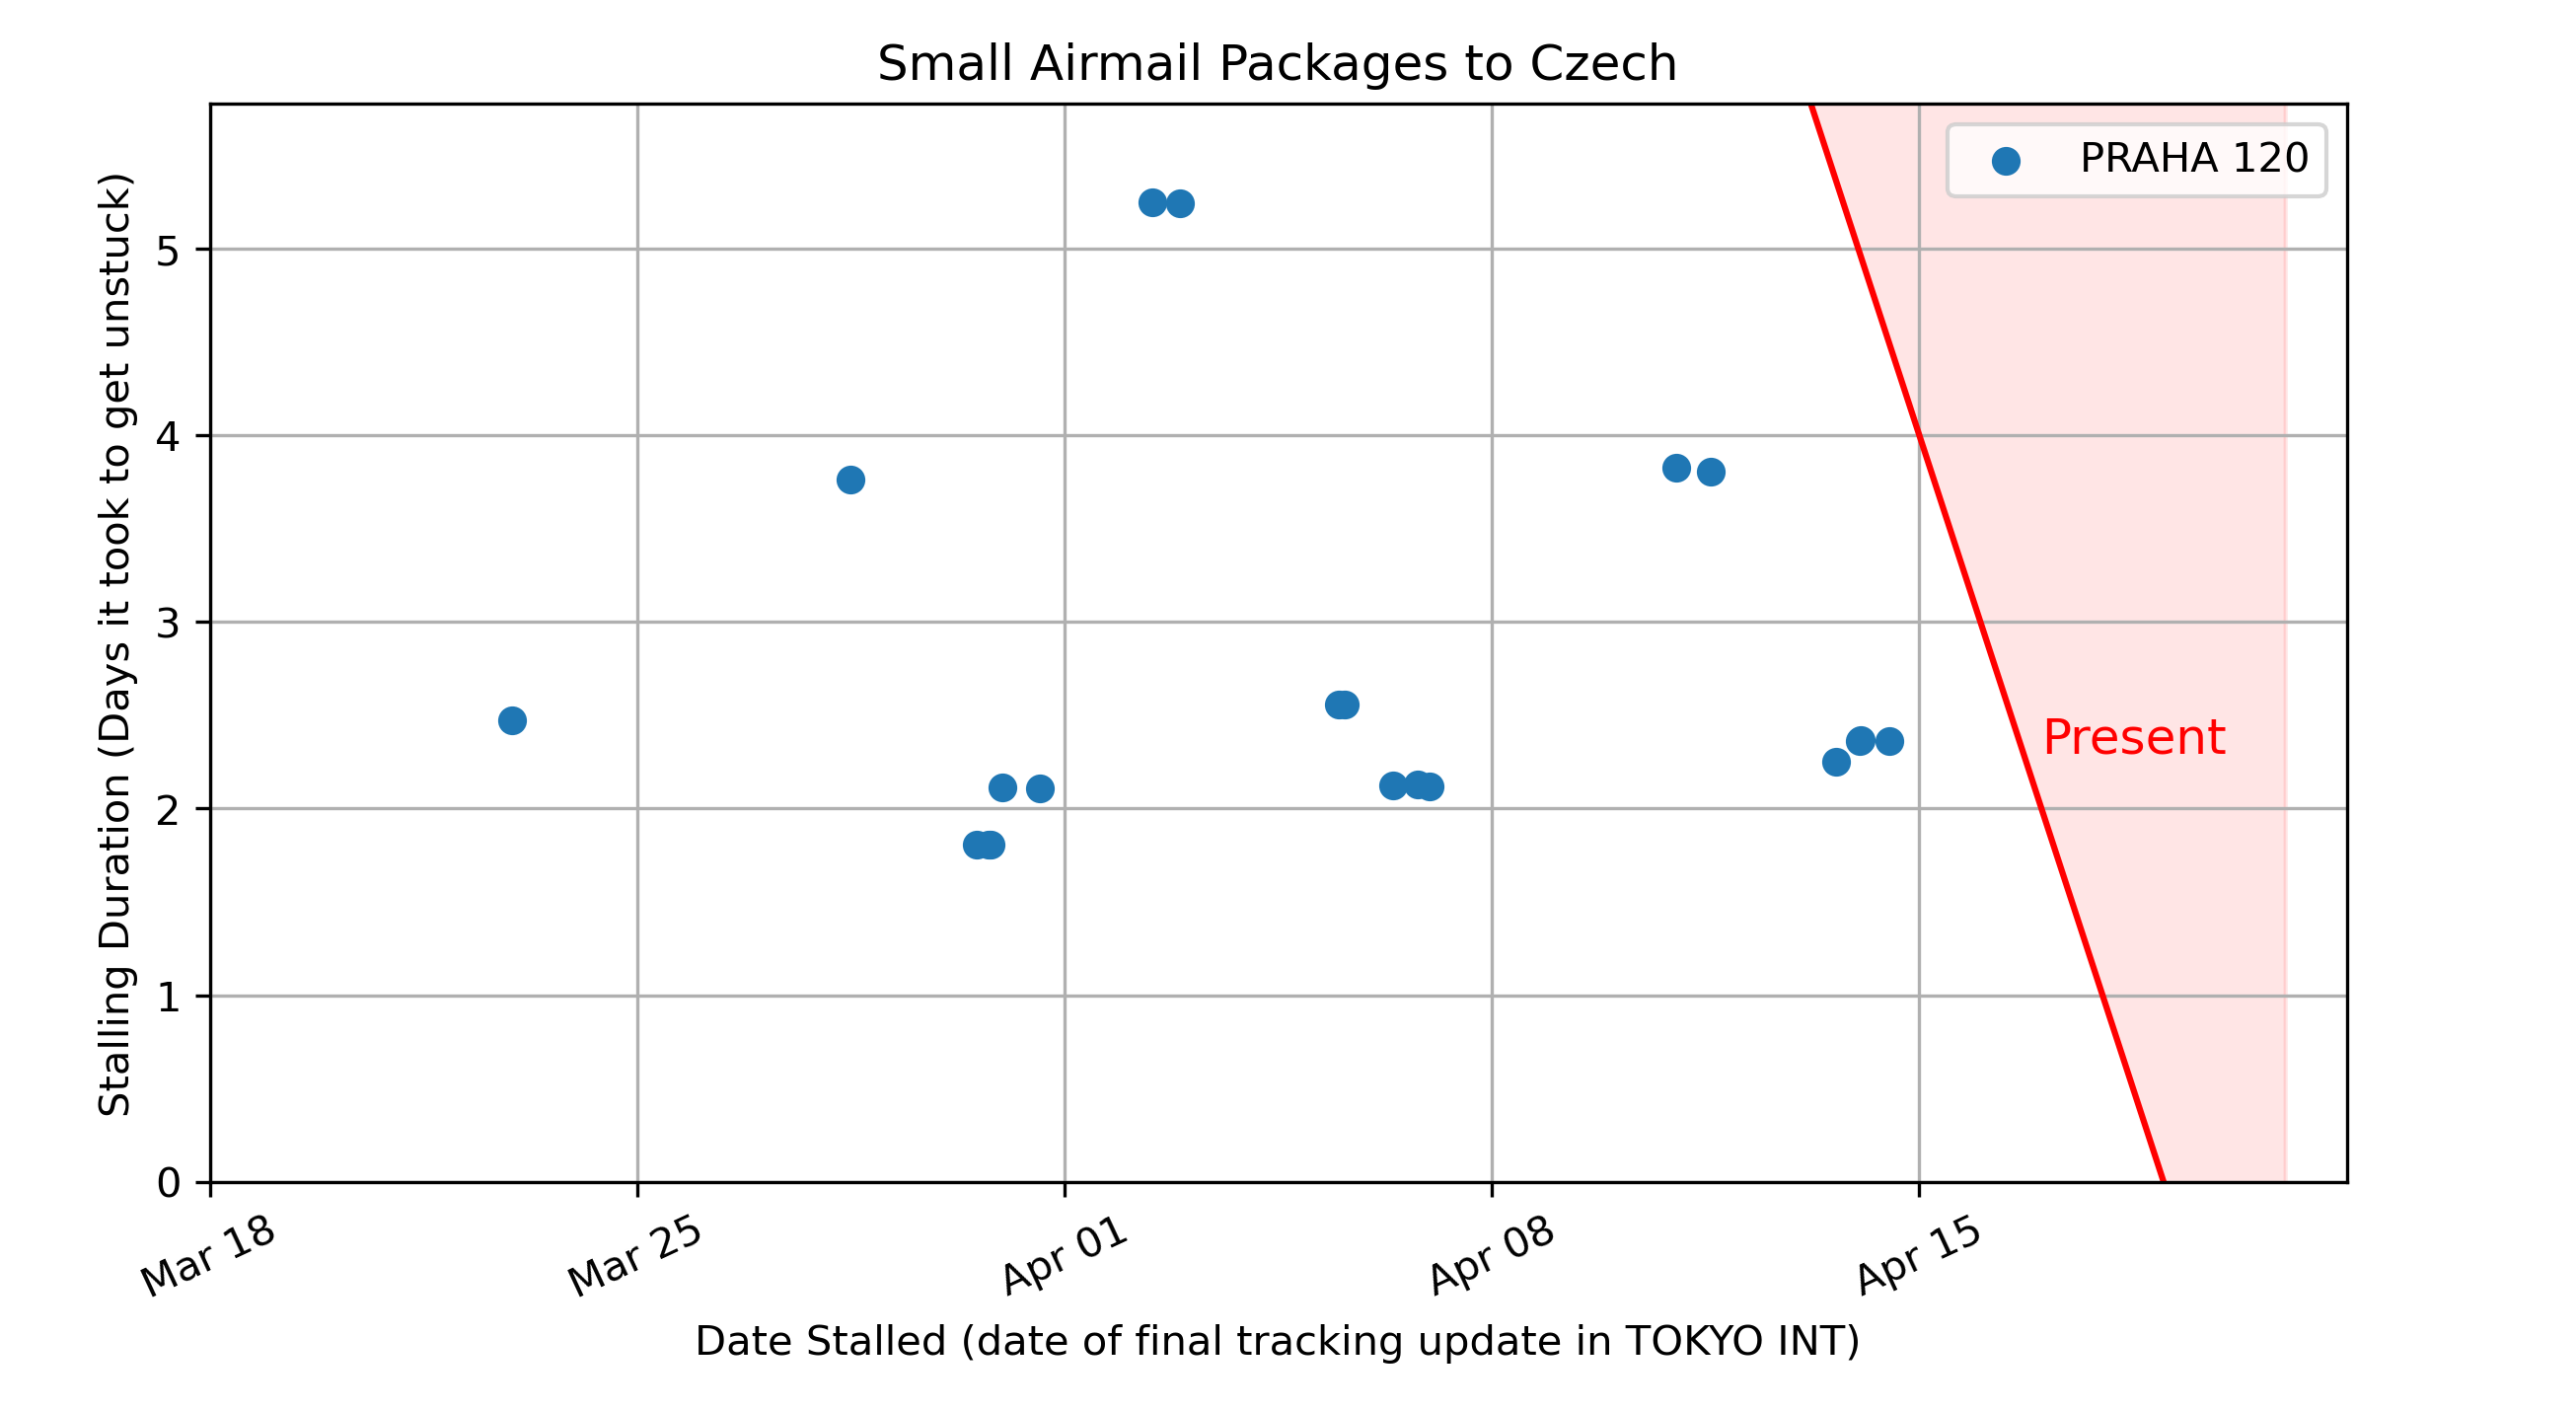 Small Airmail Packages to Czech
PRAHA 120
Stalling Duration (Days it took to get unstuck)
5
4
3
2
1
0
Present
Mar 18
Mar 25
Apr 01
Apr 08
Apr 15
Date Stalled (date of final tracking update in TOKYO INT)